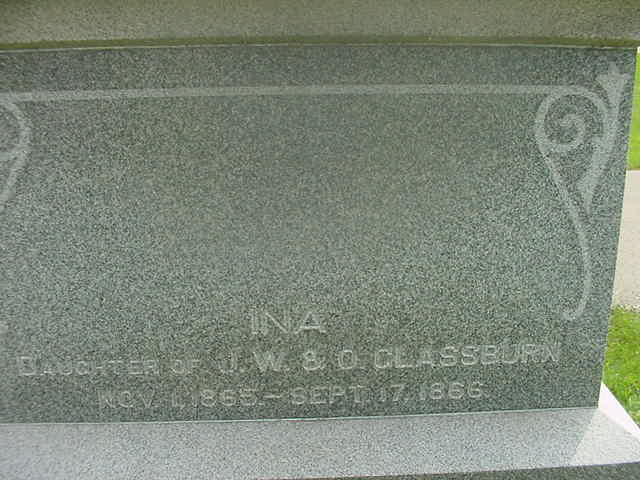 INA
DAUGHTER OF J. W. & O. GLASSBURN
NOV. 1, 1865 – SEPT. 17, 1866